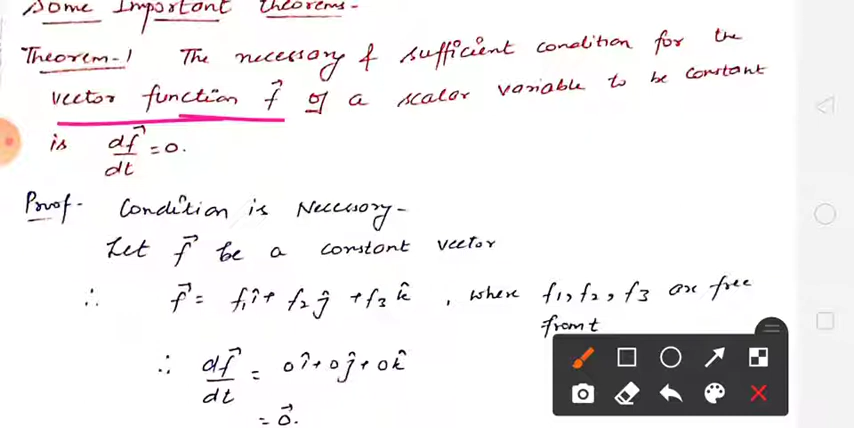 Some Important theorems-
Theorem-1 The necessary & sufficient condition for the
vector function f⃗ of a scalar variable to be constant
is df⃗/dt = 0.
Proof- Condition is Necessary-
Let f⃗ be a constant vector
∴ f⃗ = f₁î + f₂ĵ + f₃k̂ , where f₁, f₂, f₃ are free
from t
∴ df⃗/dt = 0î + 0ĵ + 0k̂
= 0⃗.